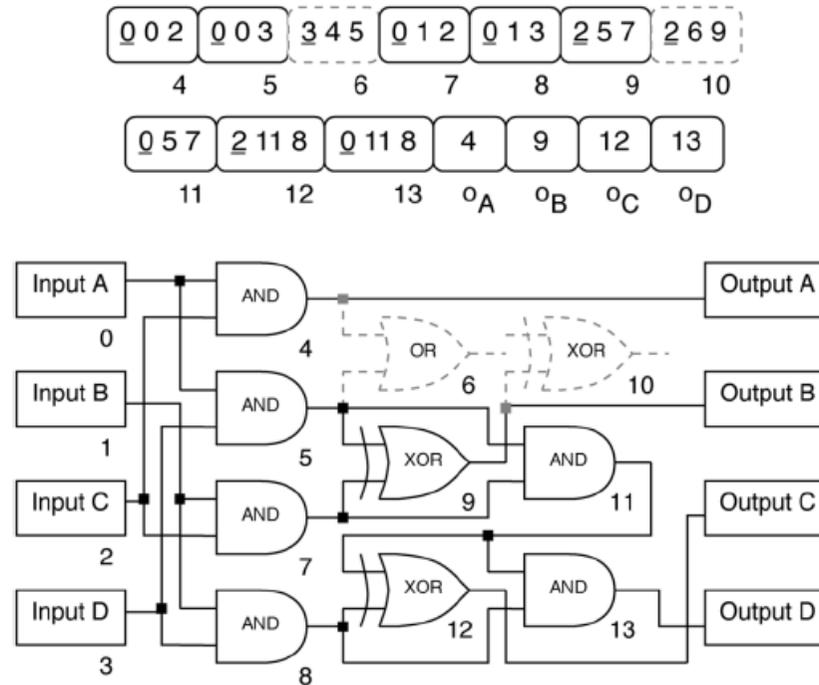 0 0 2 0 0 3 3 4 5 0 1 2 0 1 3 2 5 7 2 6 9
4 5 6 7 8 9 10
0 5 7 2 11 8 0 11 8 4 9 12 13
11 12 13 oA oB oC oD
Input A AND Output A
0 4 OR XOR
6 10
Input B AND Output B
1 5 XOR AND
9 11
Input C AND Output C
2 7 XOR AND
12 13
Input D AND Output D
3 8